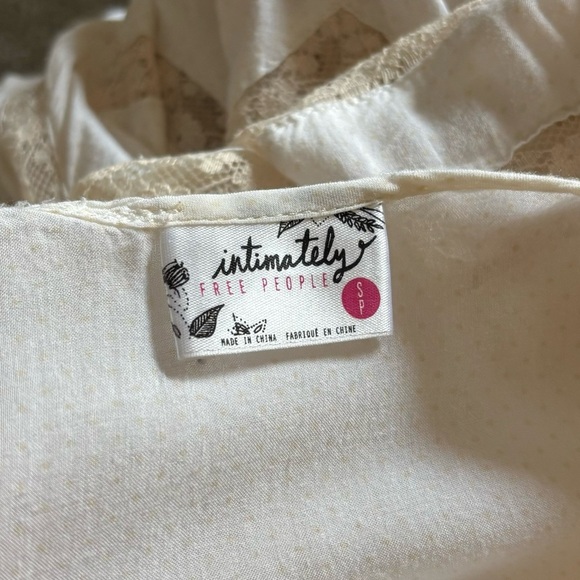 intimately
FREE PEOPLE
S
P
MADE IN CHINA FABRIQUÉ EN CHINE